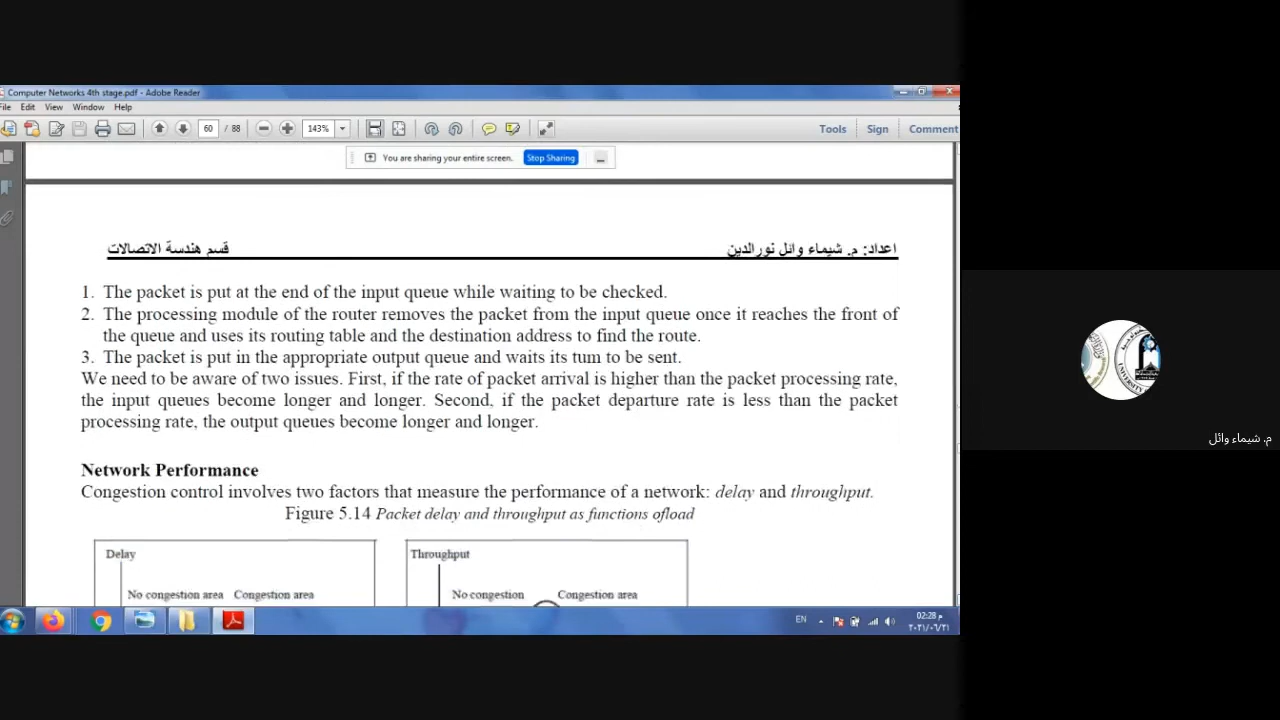 Computer Networks 4th stage.pdf - Adobe Reader
File Edit View Window Help
60 / 88 143% Tools Sign Comment
You are sharing your entire screen. Stop Sharing
اعداد: م. شيماء وائل نورالدين قسم هندسة الاتصالات
1. The packet is put at the end of the input queue while waiting to be checked.
2. The processing module of the router removes the packet from the input queue once it reaches the front of
the queue and uses its routing table and the destination address to find the route.
3. The packet is put in the appropriate output queue and waits its tum to be sent.
We need to be aware of two issues. First, if the rate of packet arrival is higher than the packet processing rate,
the input queues become longer and longer. Second, if the packet departure rate is less than the packet
processing rate, the output queues become longer and longer.
Network Performance
Congestion control involves two factors that measure the performance of a network: delay and throughput.
Figure 5.14 Packet delay and throughput as functions ofload
Delay
No congestion area Congestion area
Throughput
No congestion Congestion area
EN
02:28 م
٢٠٢١/٠٦/٢١
م. شيماء وائل